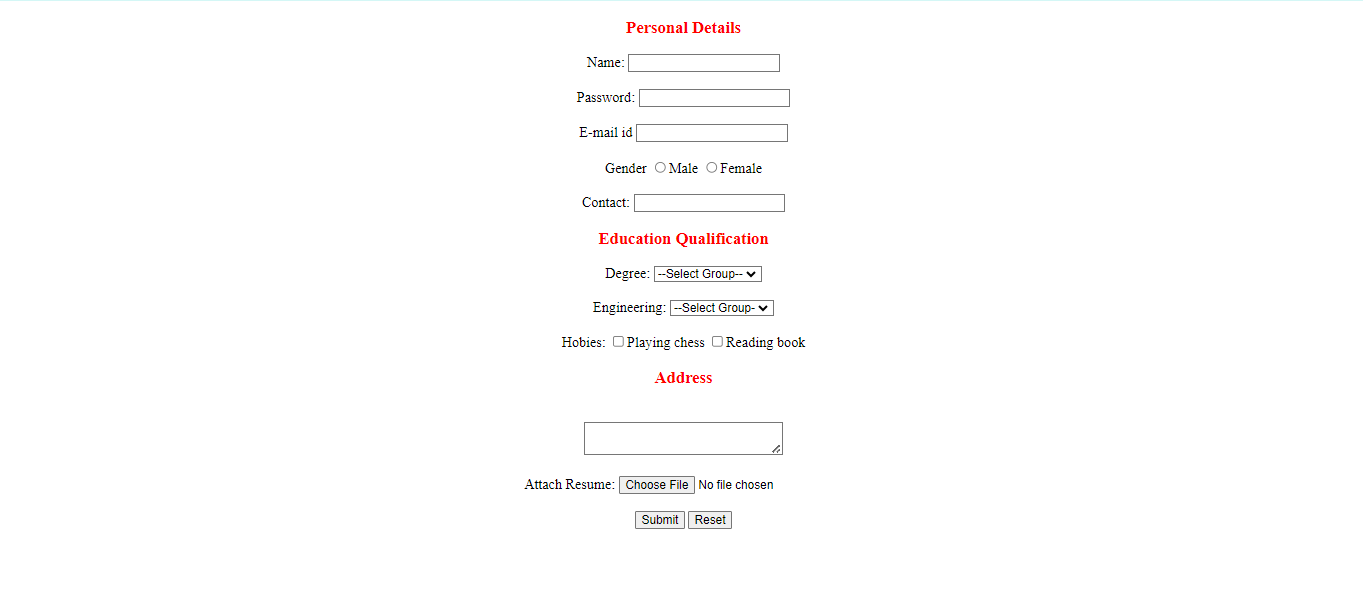 Personal Details
Name:
Password:
E-mail id
Gender Male Female
Contact:
Education Qualification
Degree: --Select Group--
Engineering: --Select Group-
Hobies: Playing chess Reading book
Address
Attach Resume: Choose File No file chosen
Submit Reset